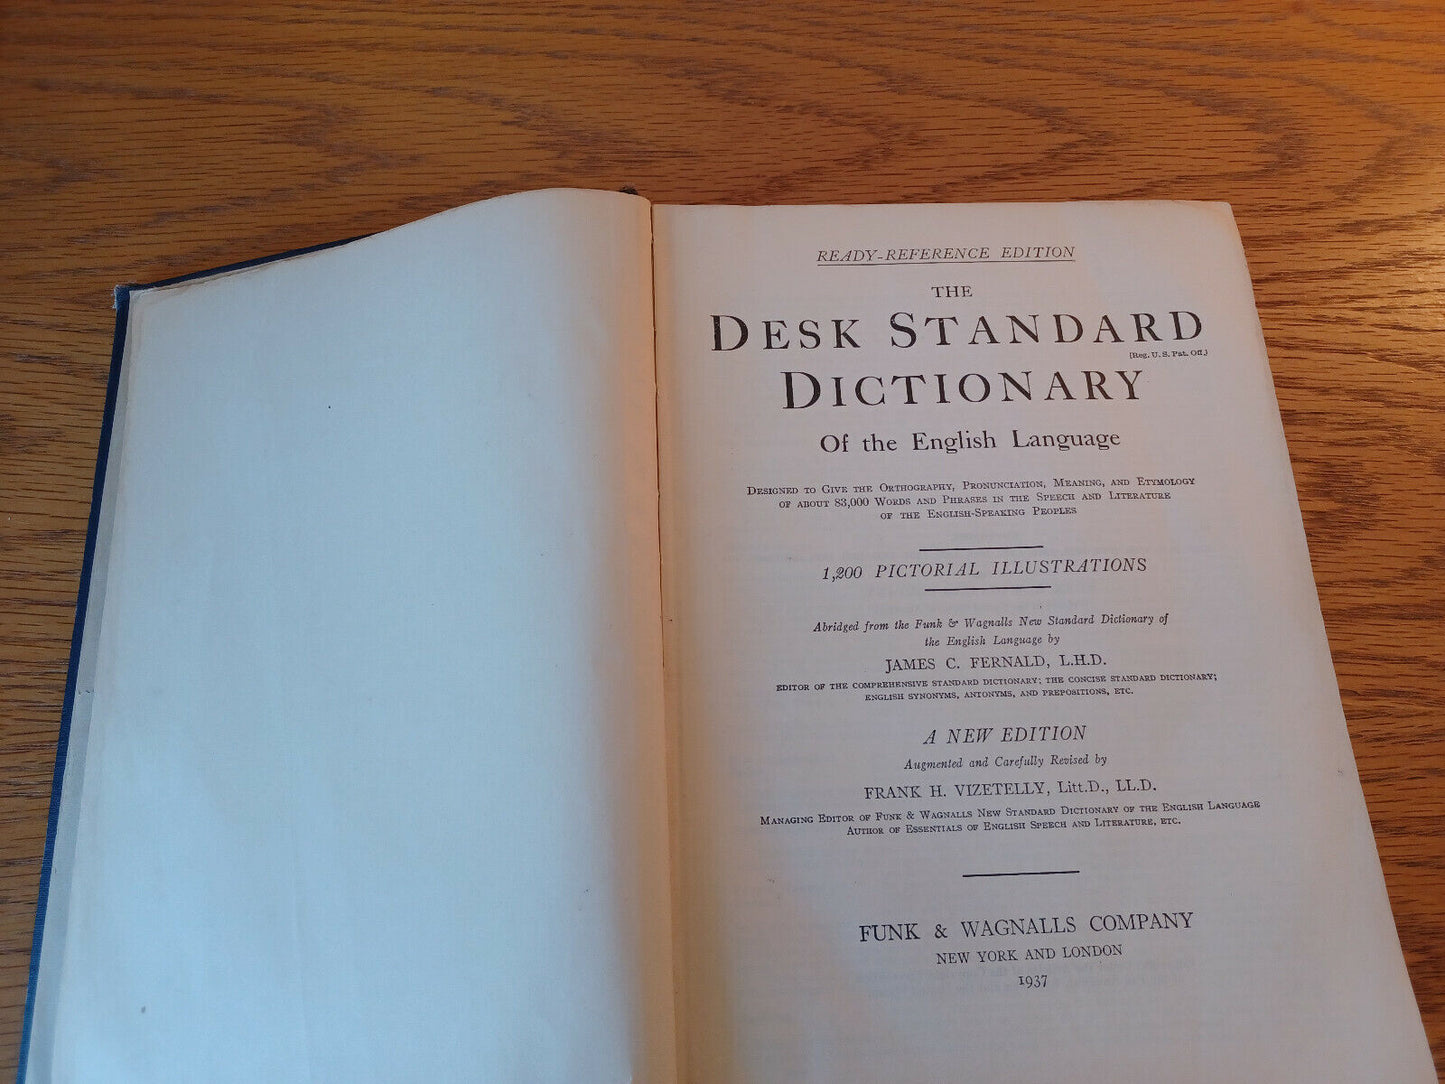 READY-REFERENCE EDITION
THE
DESK STANDARD
[Reg. U. S. Pat. Off.]
DICTIONARY
Of the English Language
DESIGNED TO GIVE THE ORTHOGRAPHY, PRONUNCIATION, MEANING, AND ETYMOLOGY
OF ABOUT 83,000 WORDS AND PHRASES IN THE SPEECH AND LITERATURE
OF THE ENGLISH-SPEAKING PEOPLES
1,200 PICTORIAL ILLUSTRATIONS
Abridged from the Funk & Wagnalls New Standard Dictionary of
the English Language by
JAMES C. FERNALD, L.H.D.
EDITOR OF THE COMPREHENSIVE STANDARD DICTIONARY; THE CONCISE STANDARD DICTIONARY;
ENGLISH SYNONYMS, ANTONYMS, AND PREPOSITIONS, ETC.
A NEW EDITION
Augmented and Carefully Revised by
FRANK H. VIZETELLY, Litt.D., LL.D.
MANAGING EDITOR OF FUNK & WAGNALLS NEW STANDARD DICTIONARY OF THE ENGLISH LANGUAGE
AUTHOR OF ESSENTIALS OF ENGLISH SPEECH AND LITERATURE, ETC.
FUNK & WAGNALLS COMPANY
NEW YORK AND LONDON
1937